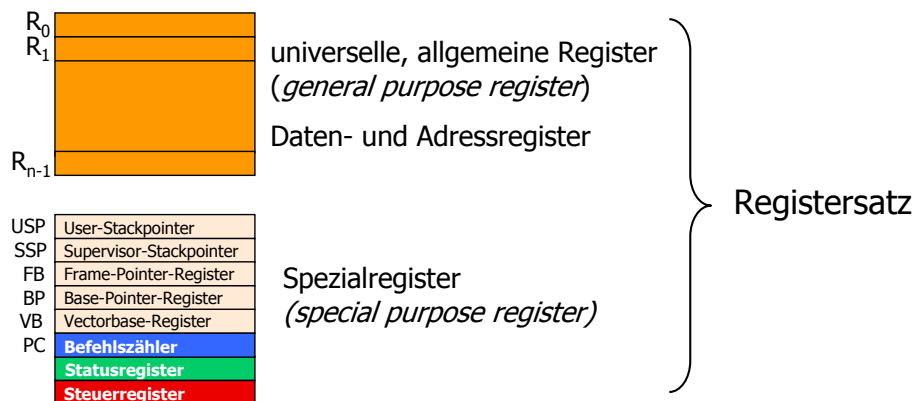 R0
R1
Rn-1
universelle, allgemeine Register
(general purpose register)
Daten- und Adressregister
USP User-Stackpointer
SSP Supervisor-Stackpointer
FB Frame-Pointer-Register
BP Base-Pointer-Register
VB Vectorbase-Register
PC Befehlszähler
Statusregister
Steuerregister
Spezialregister
(special purpose register)
Registersatz